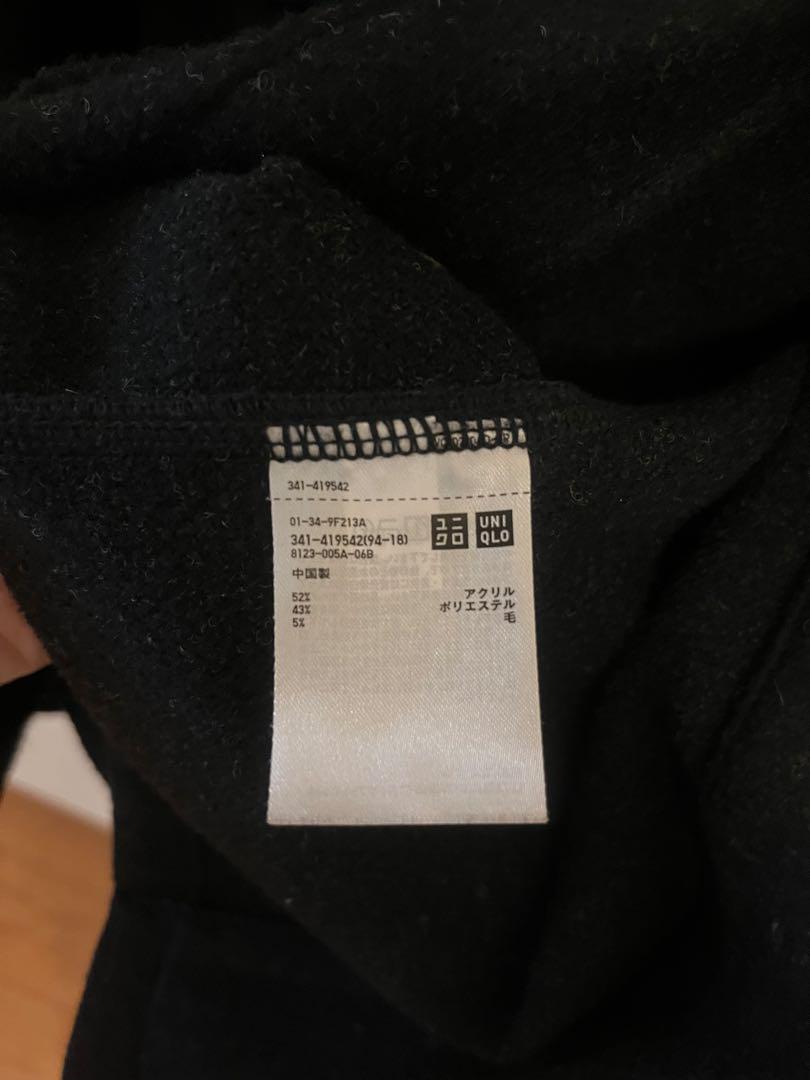 341-419542
01-34-9F213A
341-419542(94-18)
8123-005A-06B
ユニクロ UNIQLO
中国製
52% アクリル
43% ポリエステル
5% 毛